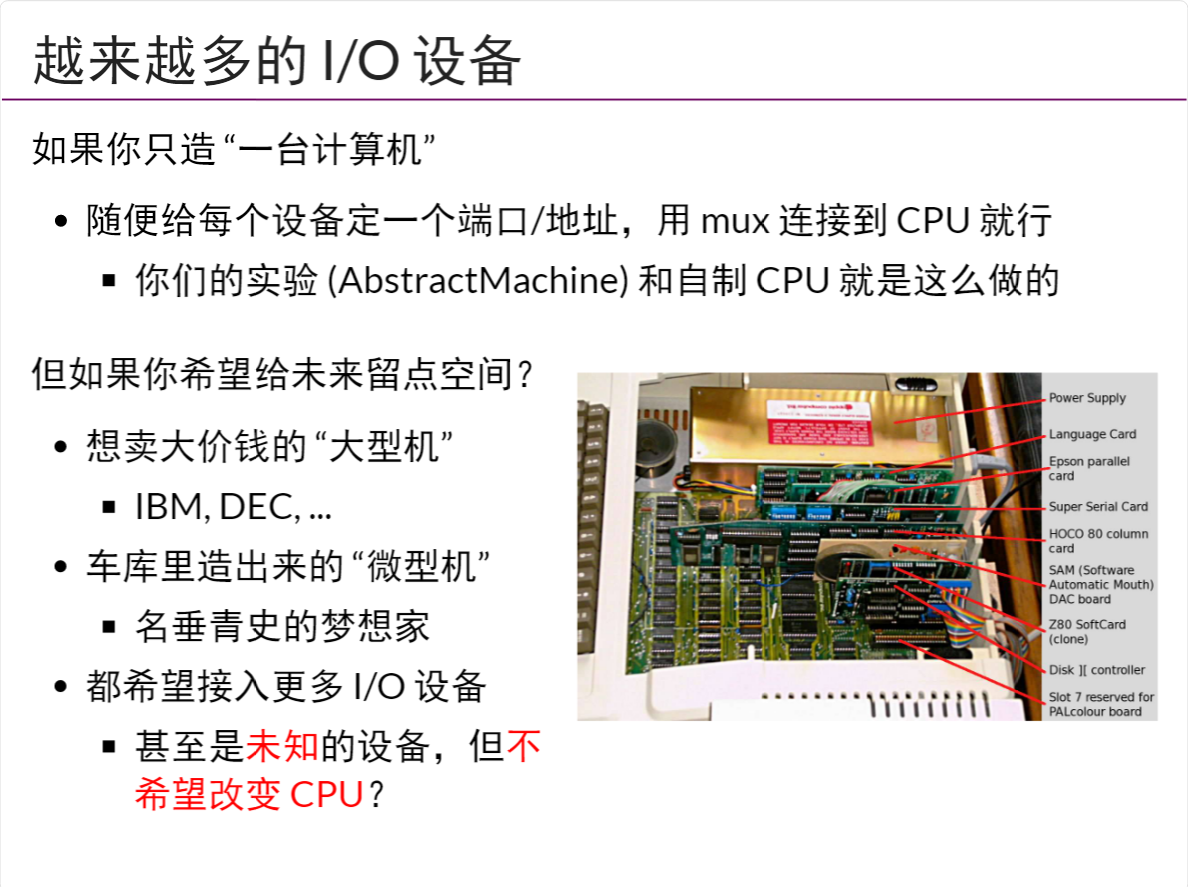 越来越多的 I/O 设备
如果你只造 “一台计算机”
随便给每个设备定一个端口/地址，用 mux 连接到 CPU 就行
你们的实验 (AbstractMachine) 和自制 CPU 就是这么做的
但如果你希望给未来留点空间？
想卖大价钱的 “大型机”
IBM, DEC, ...
车库里造出来的 “微型机”
名垂青史的梦想家
都希望接入更多 I/O 设备
甚至是未知的设备，但不
希望改变 CPU？
Power Supply
Language Card
Epson parallel
card
Super Serial Card
HOCO 80 column
card
SAM (Software
Automatic Mouth)
DAC board
Z80 SoftCard
(clone)
Disk ][ controller
Slot 7 reserved for
PALcolour board